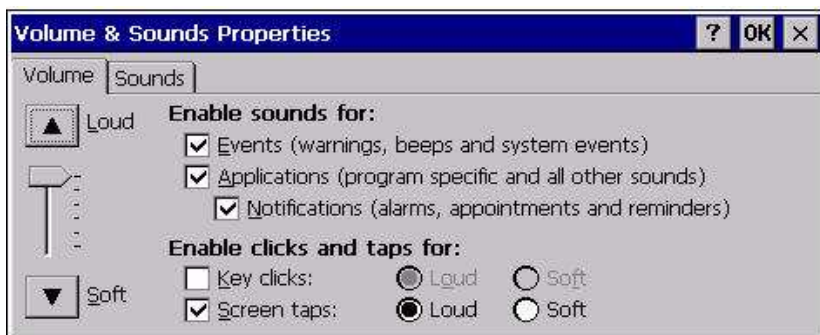 Volume & Sounds Properties ? OK ×
Volume Sounds
Loud
Enable sounds for:
Events (warnings, beeps and system events)
Applications (program specific and all other sounds)
Notifications (alarms, appointments and reminders)
Enable clicks and taps for:
Key clicks: Loud Soft
Soft
Screen taps: Loud Soft